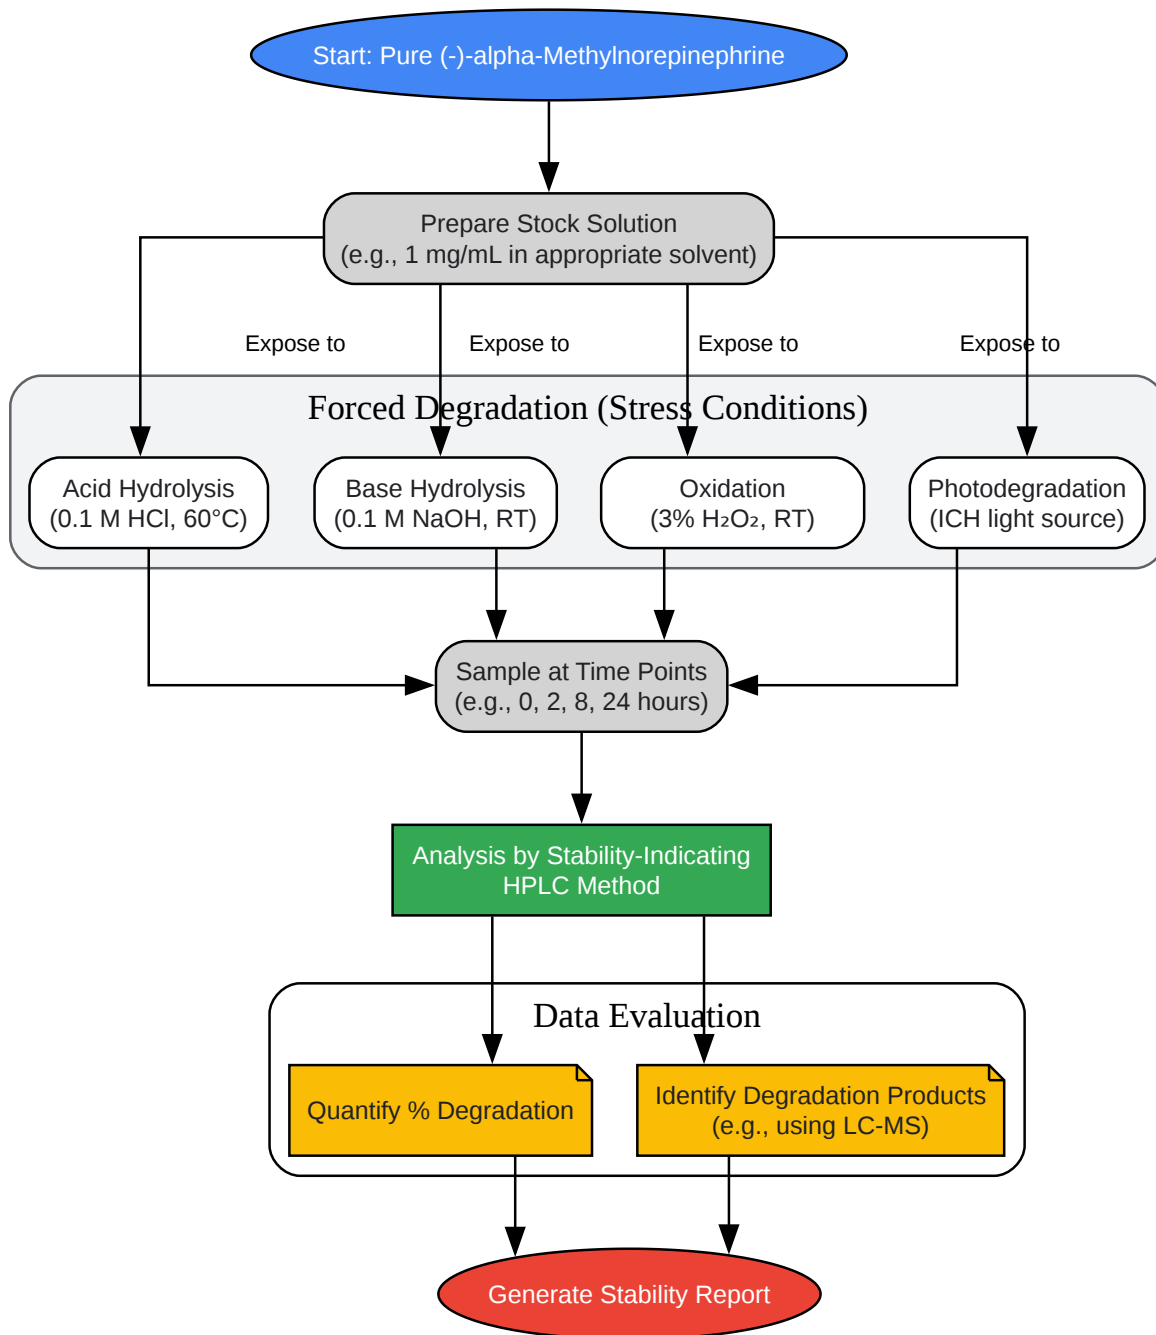 Start: Pure (-)-alpha-Methylnorepinephrine
Prepare Stock Solution
(e.g., 1 mg/mL in appropriate solvent)
Expose to
Expose to
Expose to
Expose to
Forced Degradation (Stress Conditions)
Acid Hydrolysis
(0.1 M HCl, 60°C)
Base Hydrolysis
(0.1 M NaOH, RT)
Oxidation
(3% H₂O₂, RT)
Photodegradation
(ICH light source)
Sample at Time Points
(e.g., 0, 2, 8, 24 hours)
Analysis by Stability-Indicating
HPLC Method
Data Evaluation
Quantify % Degradation
Identify Degradation Products
(e.g., using LC-MS)
Generate Stability Report